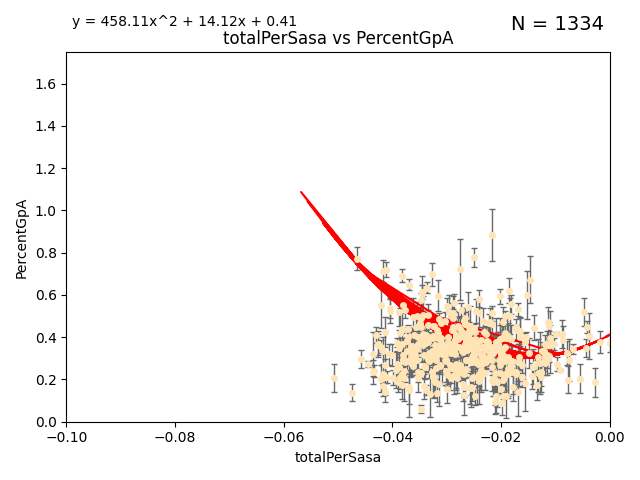 y = 458.11x^2 + 14.12x + 0.41
N = 1334
totalPerSasa vs PercentGpA
PercentGpA
1.6
1.4
1.2
1.0
0.8
0.6
0.4
0.2
0.0
−0.10 −0.08 −0.06 −0.04 −0.02 0.00
totalPerSasa